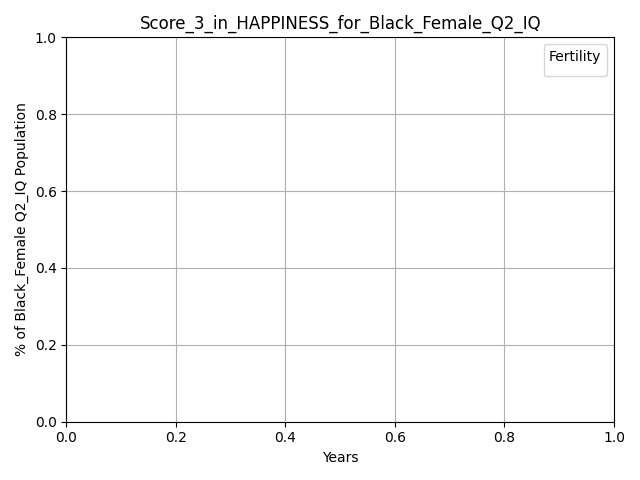 Score_3_in_HAPPINESS_for_Black_Female_Q2_IQ
Fertility
% of Black_Female Q2_IQ Population
1.0
0.8
0.6
0.4
0.2
0.0
0.0 0.2 0.4 0.6 0.8 1.0
Years